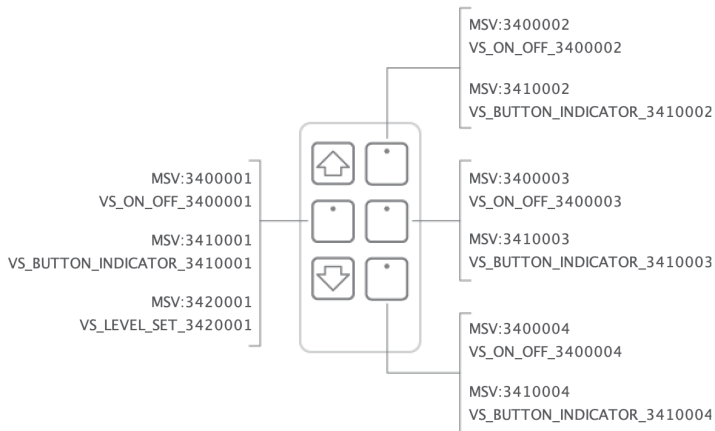 MSV:3400002
VS_ON_OFF_3400002
MSV:3410002
VS_BUTTON_INDICATOR_3410002
MSV:3400001
VS_ON_OFF_3400001
MSV:3410001
VS_BUTTON_INDICATOR_3410001
MSV:3420001
VS_LEVEL_SET_3420001
MSV:3400003
VS_ON_OFF_3400003
MSV:3410003
VS_BUTTON_INDICATOR_3410003
MSV:3400004
VS_ON_OFF_3400004
MSV:3410004
VS_BUTTON_INDICATOR_3410004